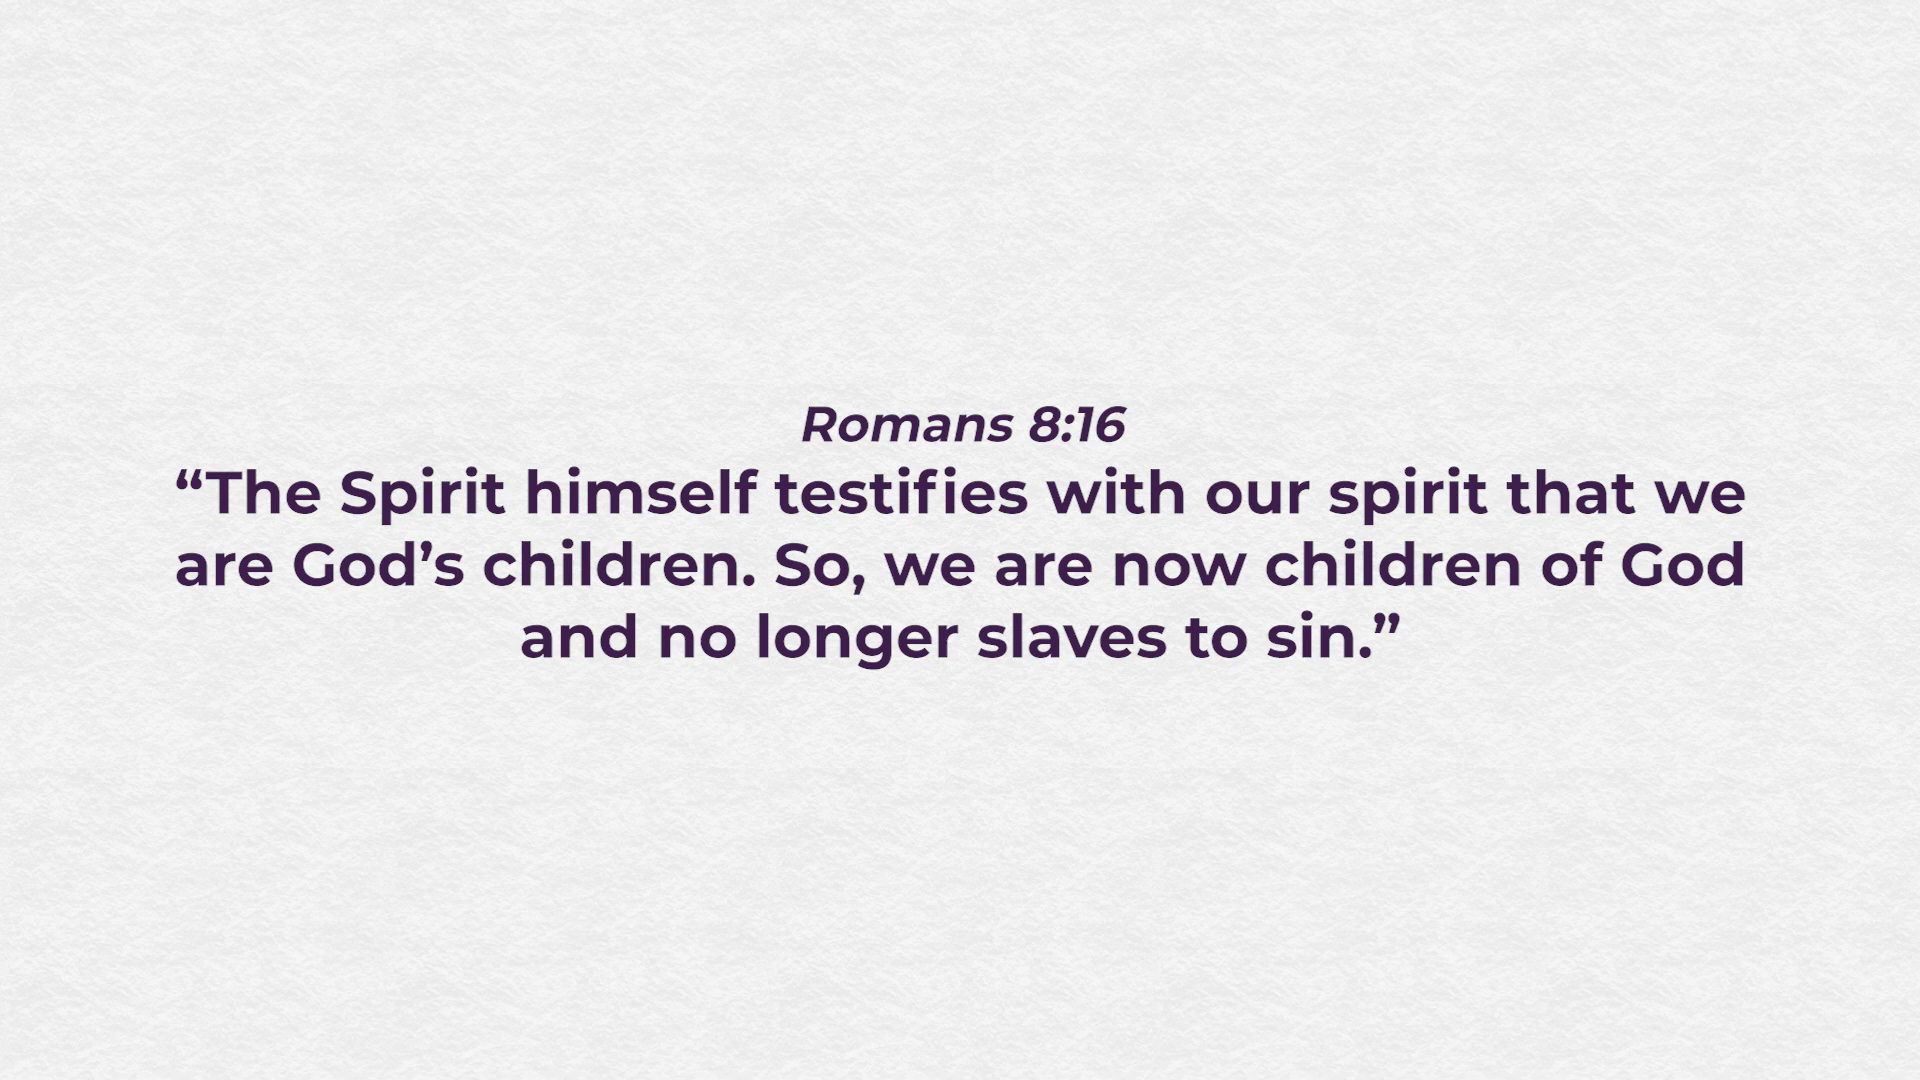 Romans 8:16
“The Spirit himself testifies with our spirit that we
are God’s children. So, we are now children of God
and no longer slaves to sin.”